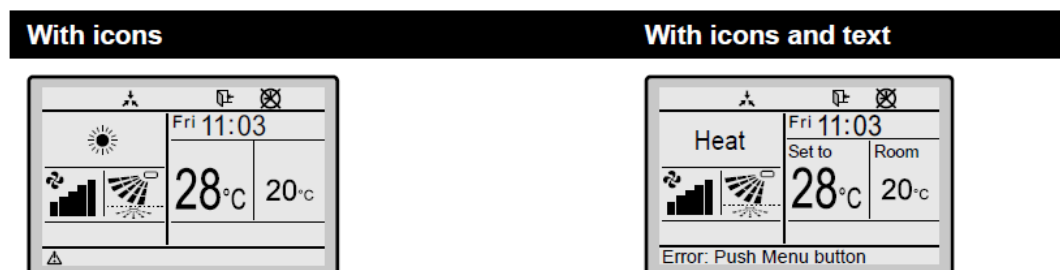 With icons
With icons and text
Fri 11:03
28°C
20°C
Heat
Fri 11:03
Set to
Room
28°C
20°C
Error: Push Menu button